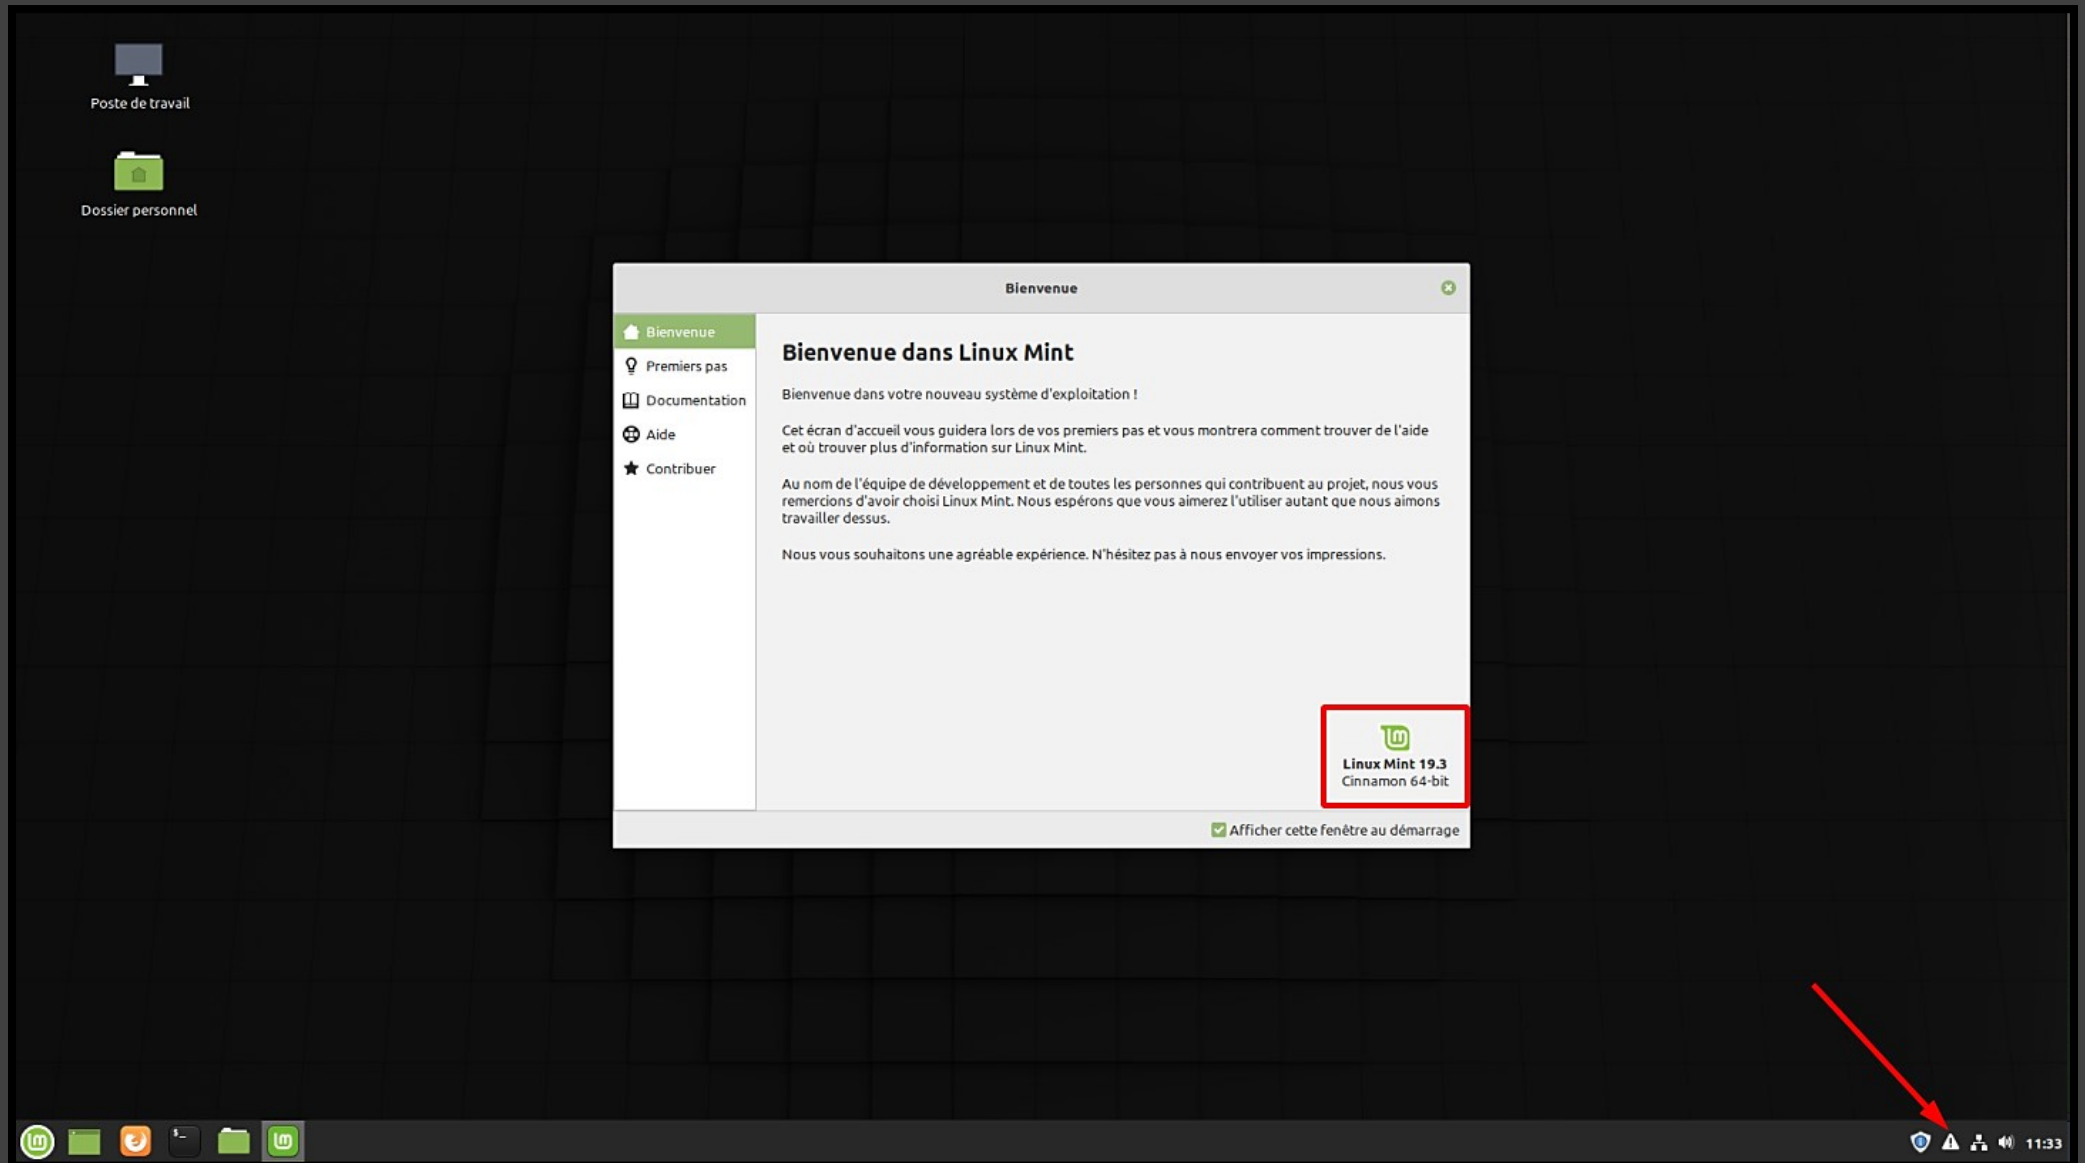 Poste de travail
Dossier personnel
Bienvenue
Bienvenue
Premiers pas
Documentation
Aide
Contribuer
Bienvenue dans Linux Mint
Bienvenue dans votre nouveau système d'exploitation !
Cet écran d'accueil vous guidera lors de vos premiers pas et vous montrera comment trouver de l'aide
et où trouver plus d'information sur Linux Mint.
Au nom de l'équipe de développement et de toutes les personnes qui contribuent au projet, nous vous
remercions d'avoir choisi Linux Mint. Nous espérons que vous aimerez l'utiliser autant que nous aimons
travailler dessus.
Nous vous souhaitons une agréable expérience. N'hésitez pas à nous envoyer vos impressions.
Linux Mint 19.3
Cinnamon 64-bit
Afficher cette fenêtre au démarrage
11:33